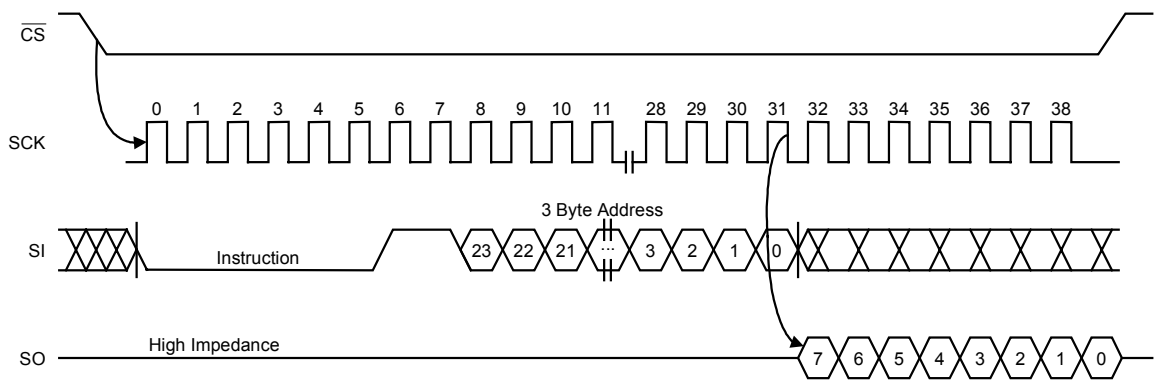 CS
0 1 2 3 4 5 6 7 8 9 10 11 28 29 30 31 32 33 34 35 36 37 38
SCK
3 Byte Address
SI Instruction 23 22 21 ... 3 2 1 0
High Impedance
SO 7 6 5 4 3 2 1 0